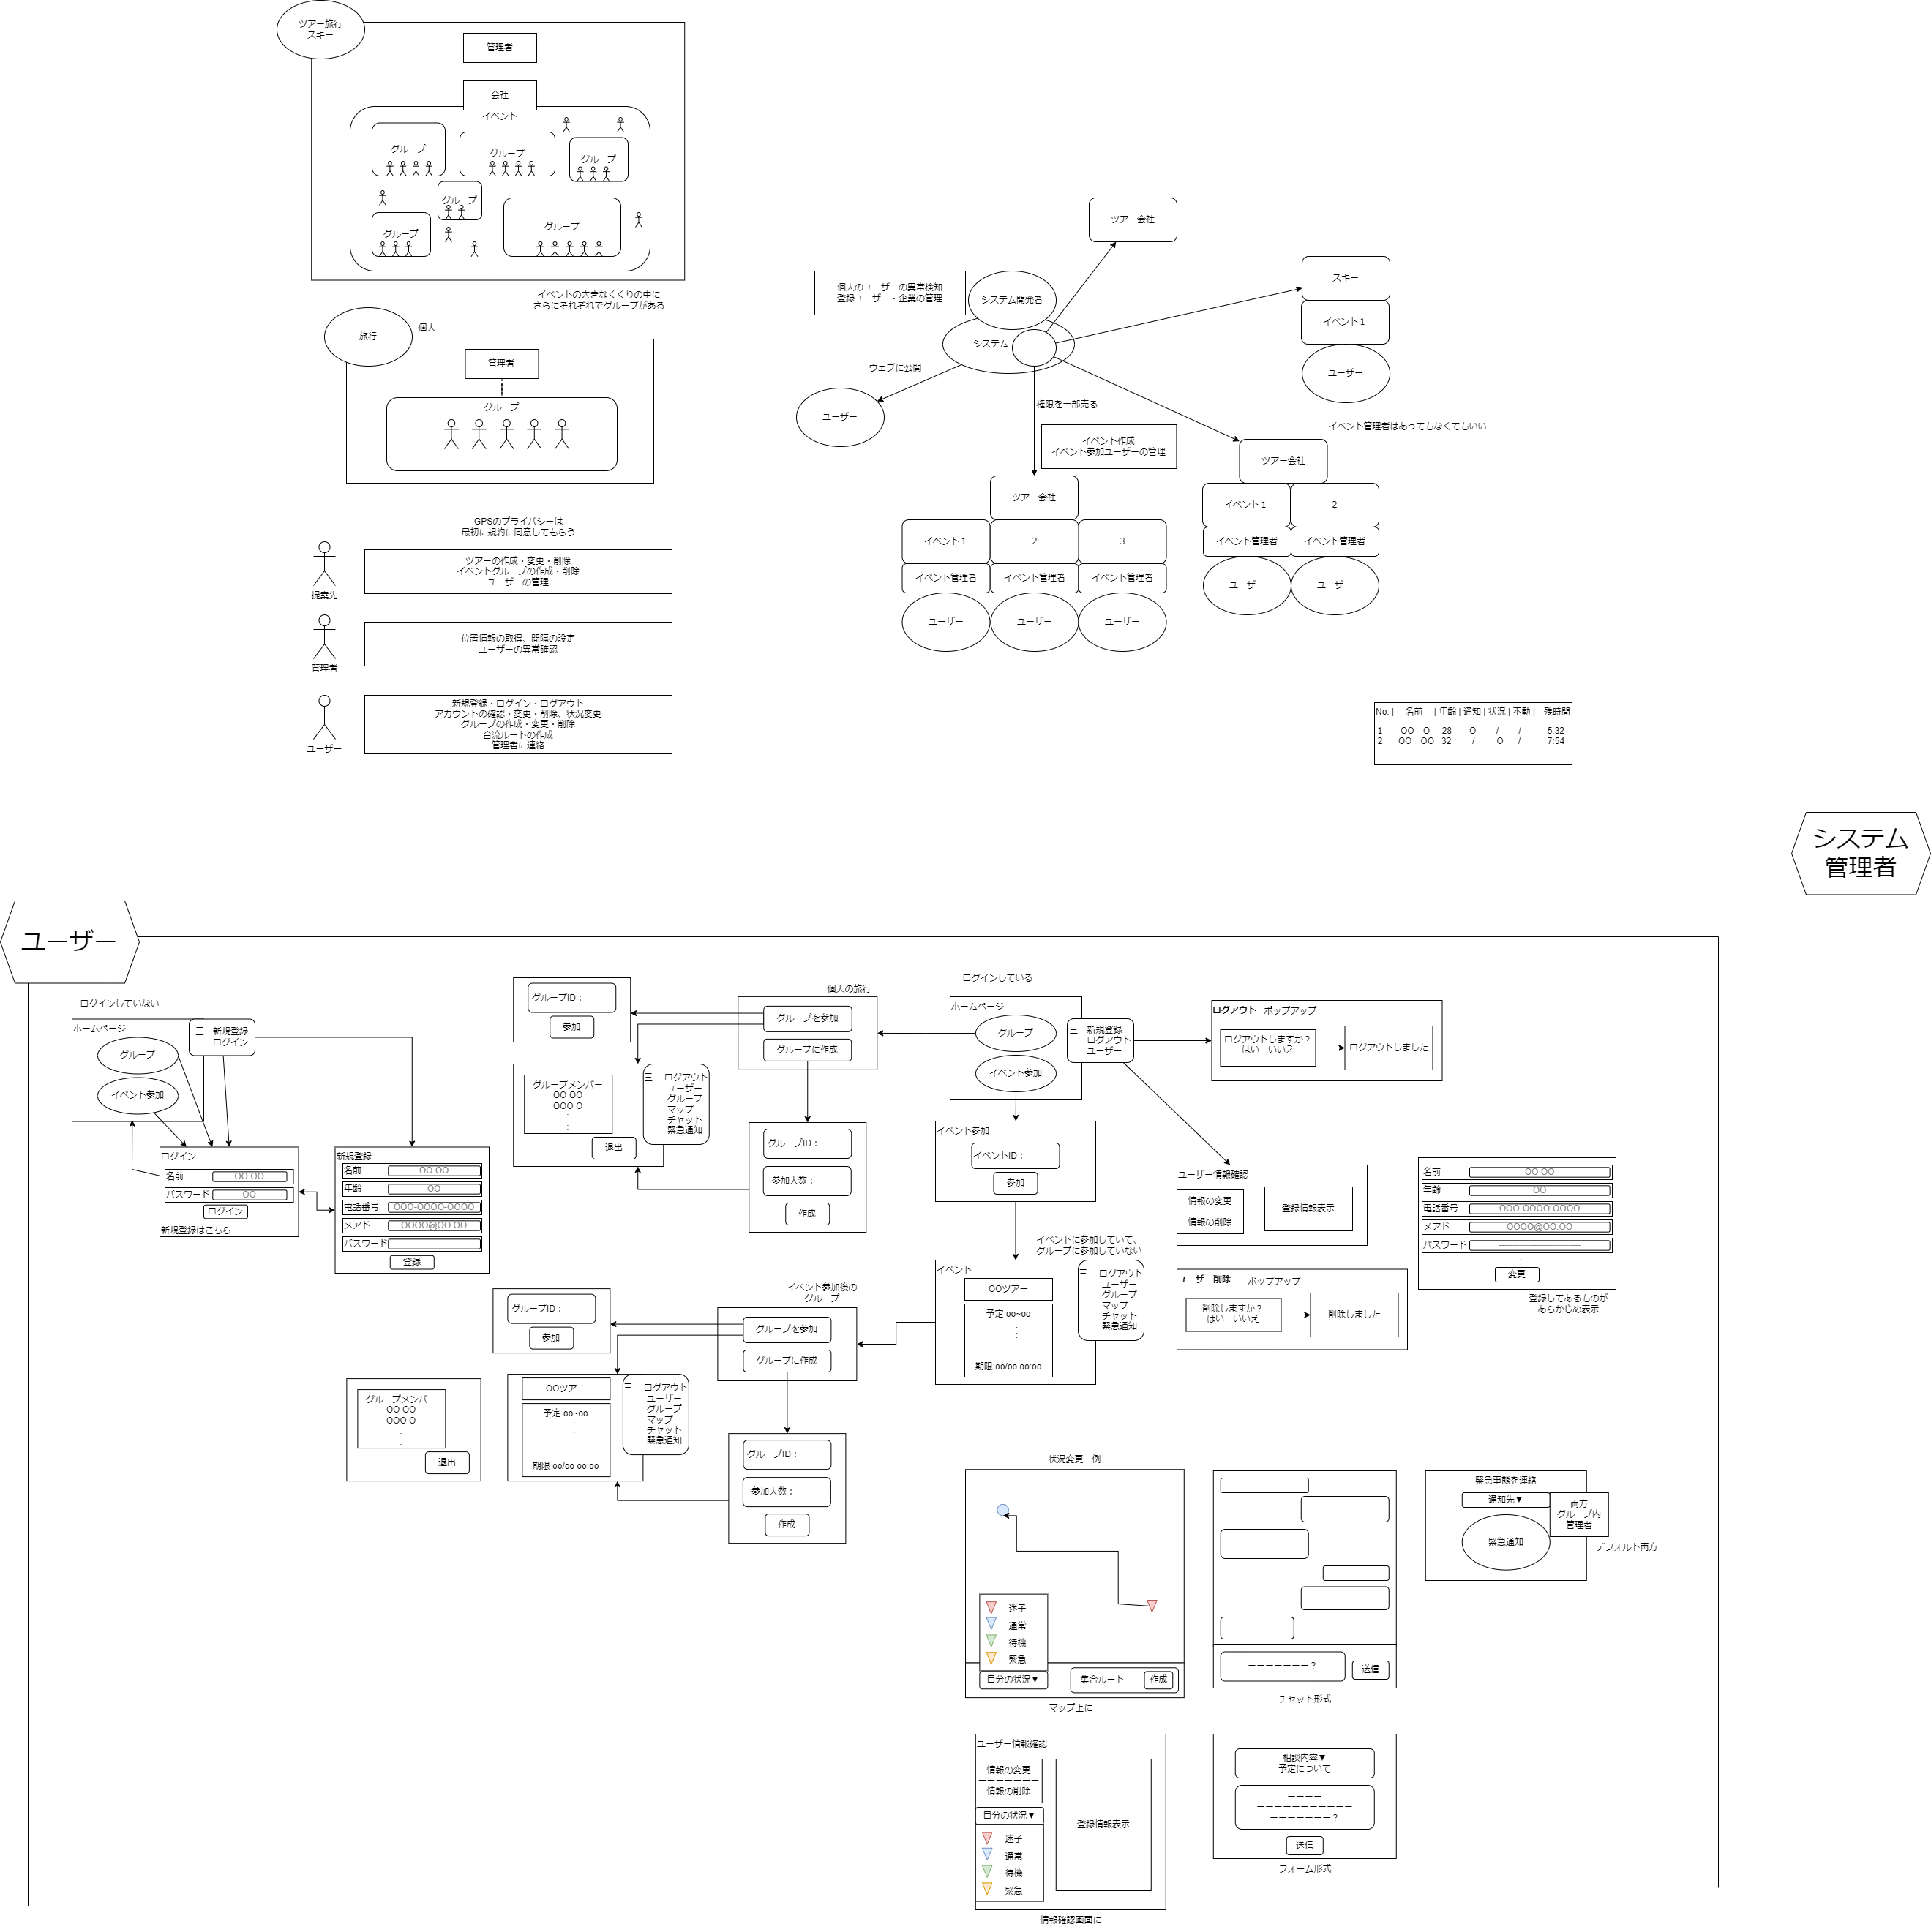 ツアー旅行
スキー
管理者
会社
イベント
グループ
グループ
グループ
グループ
グループ
グループ
イベントの大きなくくりの中に
さらにそれぞれでグループがある
旅行
個人
管理者
グループ
GPSのプライバシーは
最初に規約に同意してもらう
ツアーの作成・変更・削除
イベントグループの作成・削除
ユーザーの管理
提案先
位置情報の取得、間隔の設定
ユーザーの異常確認
管理者
新規登録・ログイン・ログアウト
アカウントの確認・変更・削除、状況変更
グループの作成・変更・削除
合流ルートの作成
管理者に連絡
ユーザー
ツアー会社
個人のユーザーの異常検知
登録ユーザー・企業の管理
システム開発者
システム
スキー
イベント1
ユーザー
ウェブに公開
ユーザー
権限を一部売る
イベント作成
イベント参加ユーザーの管理
イベント管理者はあってもなくてもいい
ツアー会社
イベント1
2
イベント管理者
イベント管理者
ユーザー
ユーザー
ツアー会社
イベント1
2
3
イベント管理者
イベント管理者
イベント管理者
ユーザー
ユーザー
ユーザー
No. | 名前 | 年齢 | 通知 | 状況 | 不動 | 残時間
1 OO O 28 O / / 5:32
2 OO OO 32 / O / 7:54
システム
管理者
ユーザー
ログインしていない
ホームページ
グループ
イベント参加
三 新規登録
ログイン
ログイン
名前 OO OO
パスワード OO
ログイン
新規登録はこちら
新規登録
名前 OO OO
年齢 OO
電話番号 OOO-OOOO-OOOO
メアド OOOO@OO.OO
パスワード ----------------------------
登録
グループID：
参加
個人の旅行
グループを参加
グループに作成
グループメンバー
OO OO
OOO O
:
:
退出
三 ログアウト
ユーザー
グループ
マップ
チャット
緊急通知
グループID：
参加人数：
作成
ログインしている
ホームページ
グループ
イベント参加
三 新規登録
ログアウト
ユーザー
ログアウト ポップアップ
ログアウトしますか？
はい いいえ
ログアウトしました
イベント参加
イベントID：
参加
ユーザー情報確認
情報の変更
ーーーーーーー
情報の削除
登録情報表示
名前 OO OO
年齢 OO
電話番号 OOO-OOOO-OOOO
メアド OOOO@OO.OO
パスワード ----------------------------
:
変更
登録してあるものが
あらかじめ表示
ユーザー削除 ポップアップ
削除しますか？
はい いいえ
削除しました
イベントに参加していて、
グループに参加していない
イベント
OOツアー
予定 oo~oo
:
:
期限 oo/oo oo:oo
三 ログアウト
ユーザー
グループ
マップ
チャット
緊急通知
イベント参加後の
グループ
グループを参加
グループに作成
グループID：
参加
グループメンバー
OO OO
OOO O
:
:
退出
OOツアー
予定 oo~oo
:
:
期限 oo/oo oo:oo
三 ログアウト
ユーザー
グループ
マップ
チャット
緊急通知
グループID：
参加人数：
作成
状況変更 例
迷子
通常
待機
緊急
自分の状況▼
集合ルート
作成
マップ上に
ーーーーーーー？
送信
チャット形式
緊急事態を連絡
通知先▼
両方
グループ内
管理者
緊急通知
デフォルト両方
ユーザー情報確認
情報の変更
ーーーーーーー
情報の削除
自分の状況▼
迷子
通常
待機
緊急
登録情報表示
情報確認画面に
相談内容▼
予定について
ーーーー
ーーーーーーーーーーー
ーーーーーーー？
送信
フォーム形式